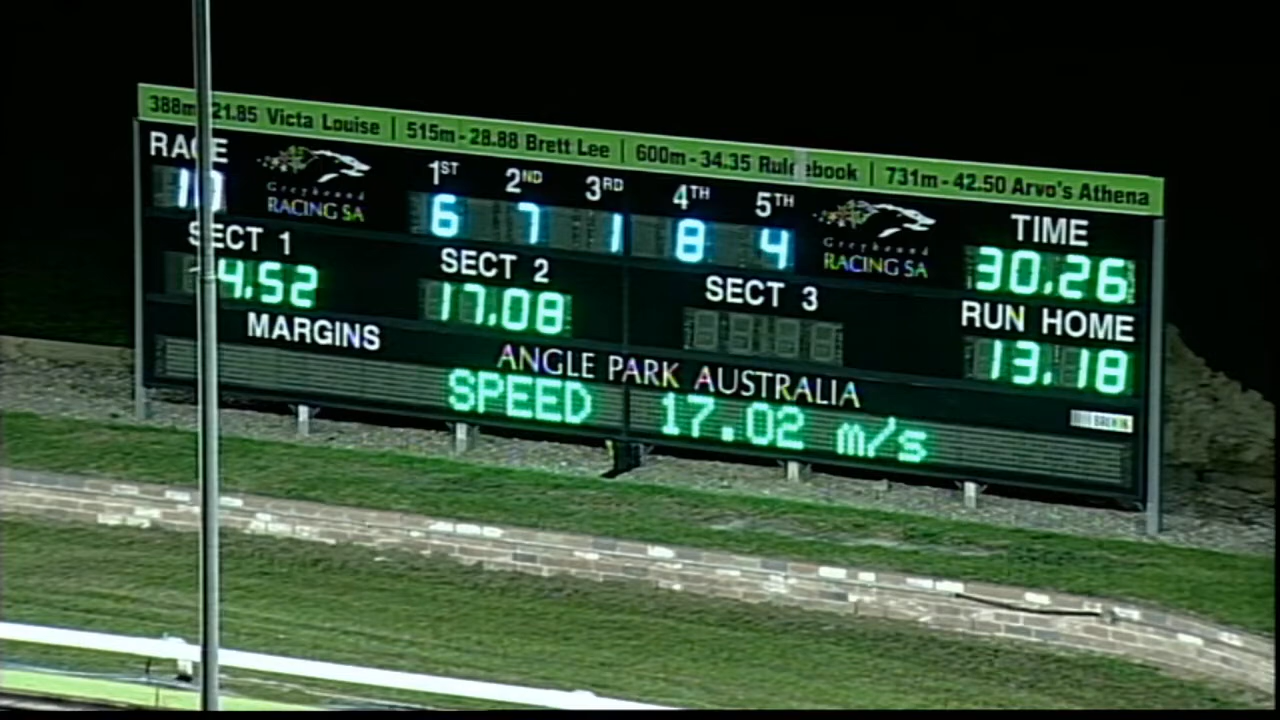 388m-21.85 Victa Louise | 515m-28.88 Brett Lee | 600m-34.35 Rulebook | 731m-42.50 Arvo's Athena
RACE 1ST 2ND 3RD 4TH 5TH TIME
10 Greyhound RACING SA 6 7 1 8 4 Greyhound RACING SA 30.26
SECT 1 SECT 2 SECT 3 RUN HOME
4.52 17.08 13.18
MARGINS ANGLE PARK AUSTRALIA
SPEED 17.02 m/s